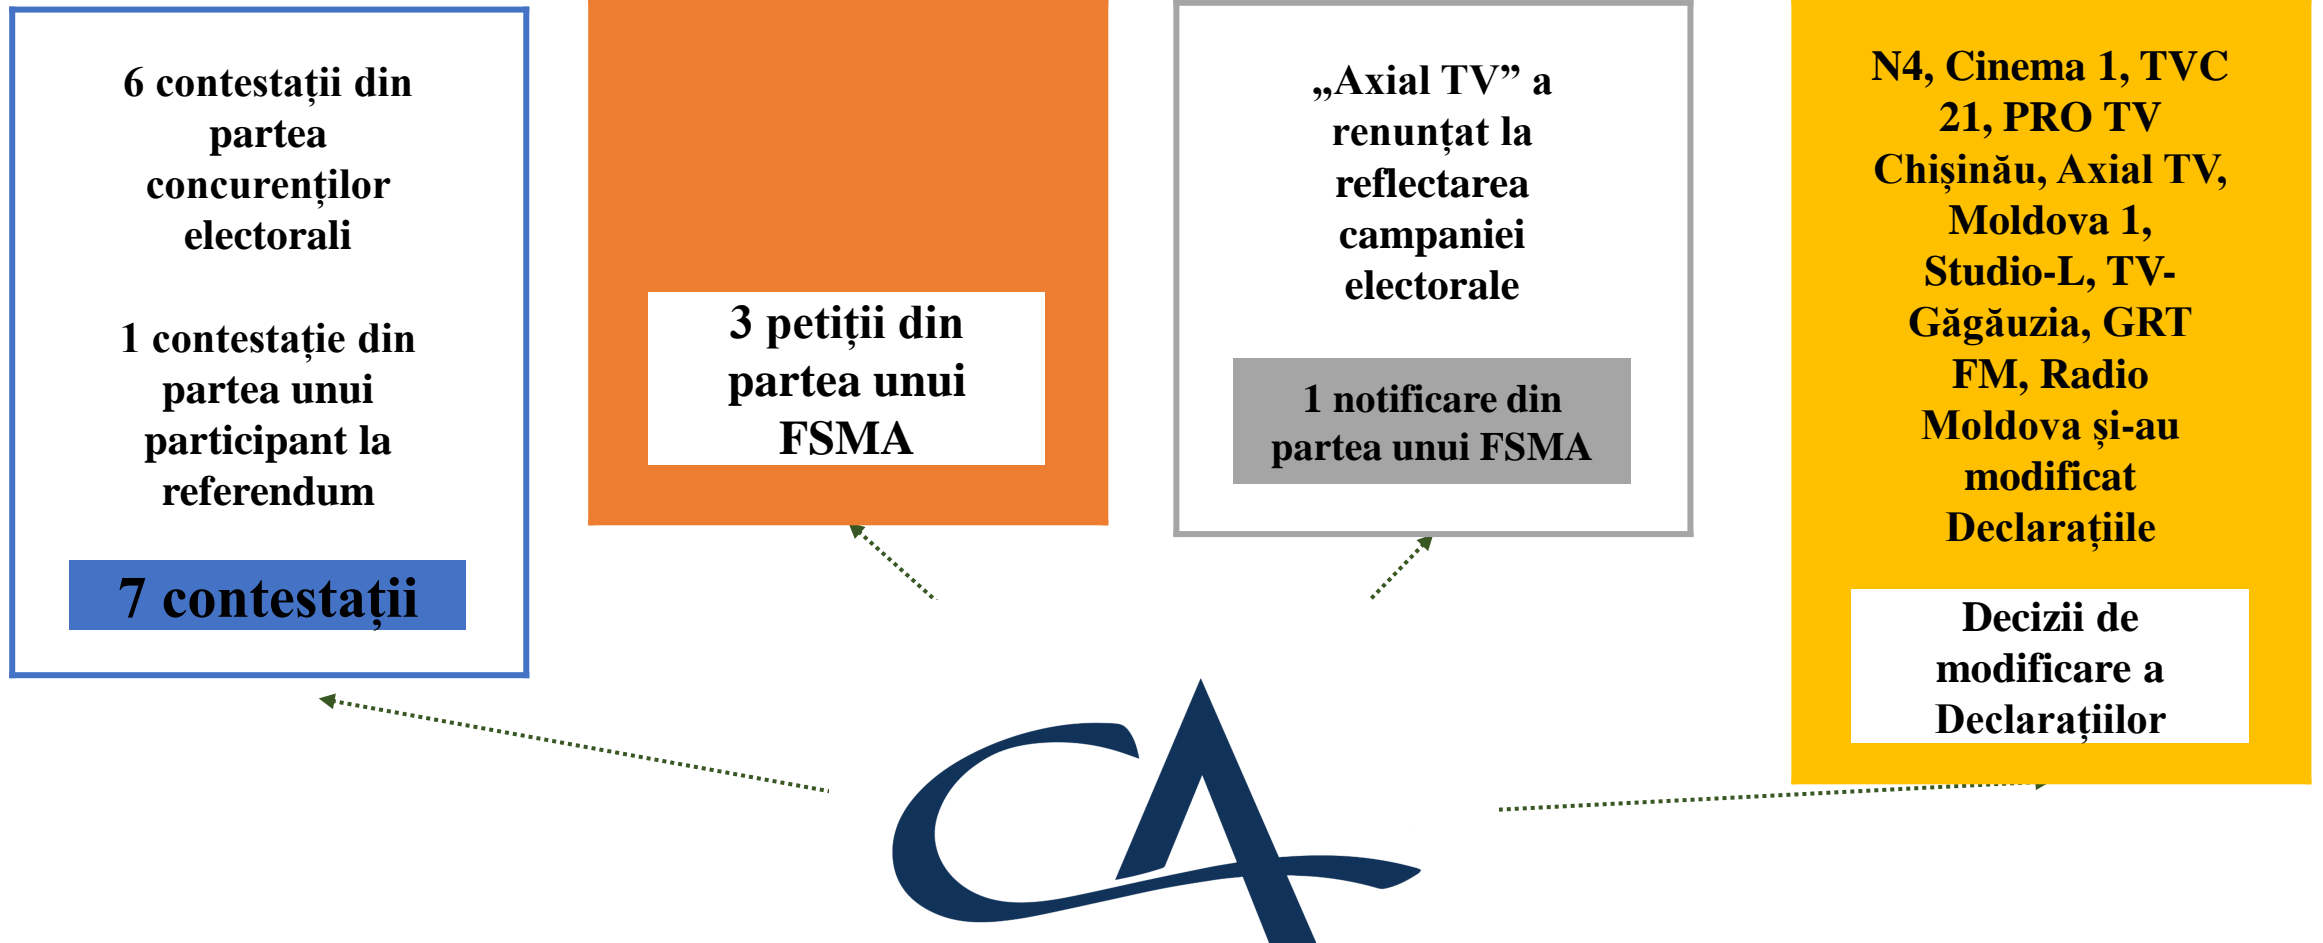 6 contestații din
partea
concurenților
electorali
1 contestație din
partea unui
participant la
referendum
7 contestații
3 petiții din
partea unui
FSMA
„Axial TV” a
renunțat la
reflectarea
campaniei
electorale
1 notificare din
partea unui FSMA
N4, Cinema 1, TVC
21, PRO TV
Chișinău, Axial TV,
Moldova 1,
Studio-L, TV-
Găgăuzia, GRT
FM, Radio
Moldova și-au
modificat
Declarațiile
Decizii de
modificare a
Declarațiilor
CA